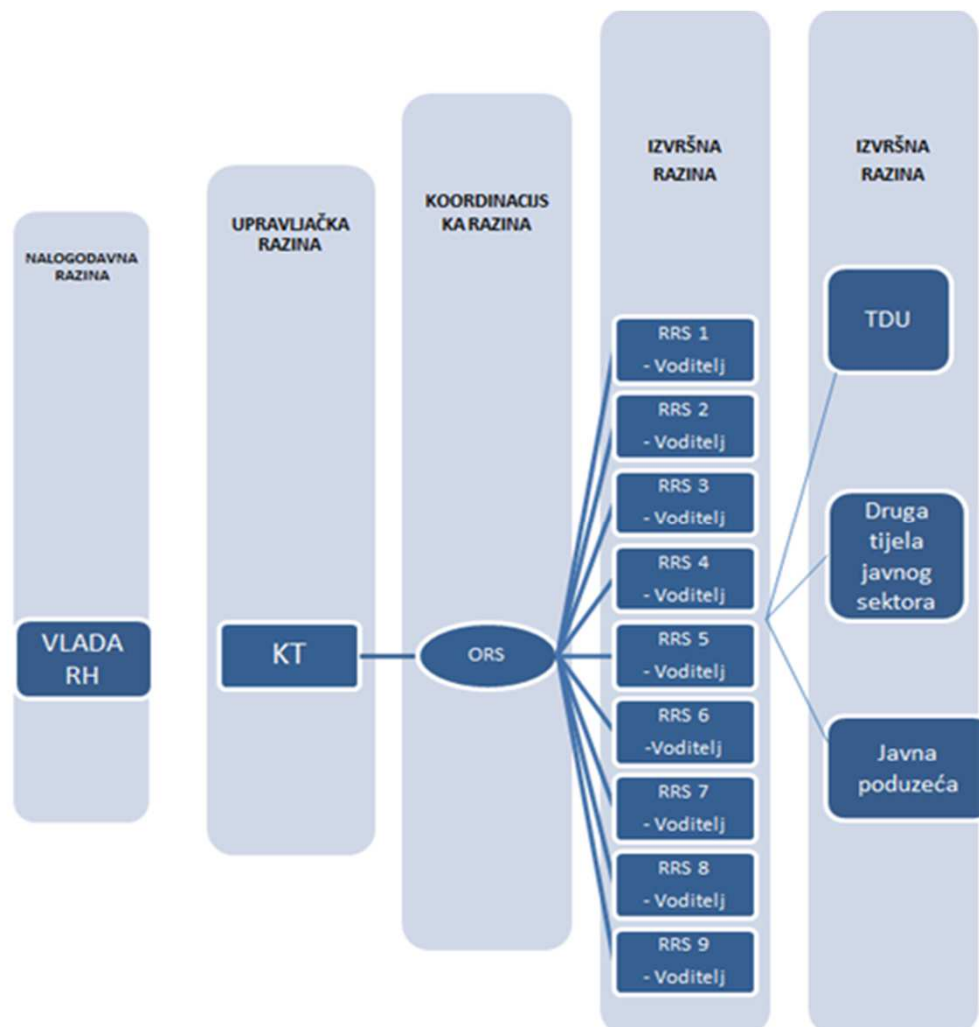 NALOGODAVNA
RAZINA
VLADA
RH
UPRAVLJAČKA
RAZINA
KT
KOORDINACIJS
KA RAZINA
ORS
IZVRŠNA
RAZINA
RRS 1
- Voditelj
RRS 2
- Voditelj
RRS 3
- Voditelj
RRS 4
- Voditelj
RRS 5
- Voditelj
RRS 6
-Voditelj
RRS 7
- Voditelj
RRS 8
- Voditelj
RRS 9
- Voditelj
IZVRŠNA
RAZINA
TDU
Druga
tijela
javnog
sektora
Javna
poduzeća